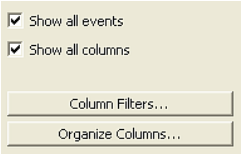 Show all events
Show all columns
Column Filters...
Organize Columns...